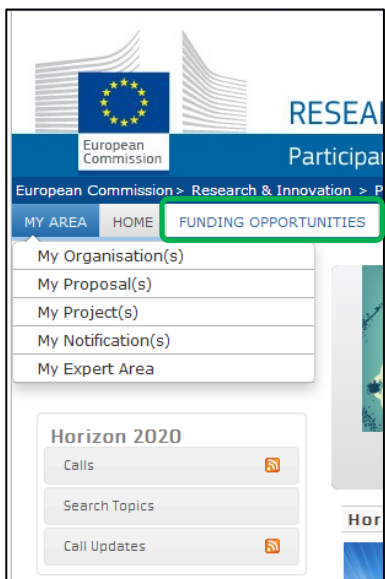 European
Commission
RESEA
Participa
European Commission > Research & Innovation > P
MY AREA HOME FUNDING OPPORTUNITIES
My Organisation(s)
My Proposal(s)
My Project(s)
My Notification(s)
My Expert Area
Horizon 2020
Calls
Search Topics
Call Updates
Hor